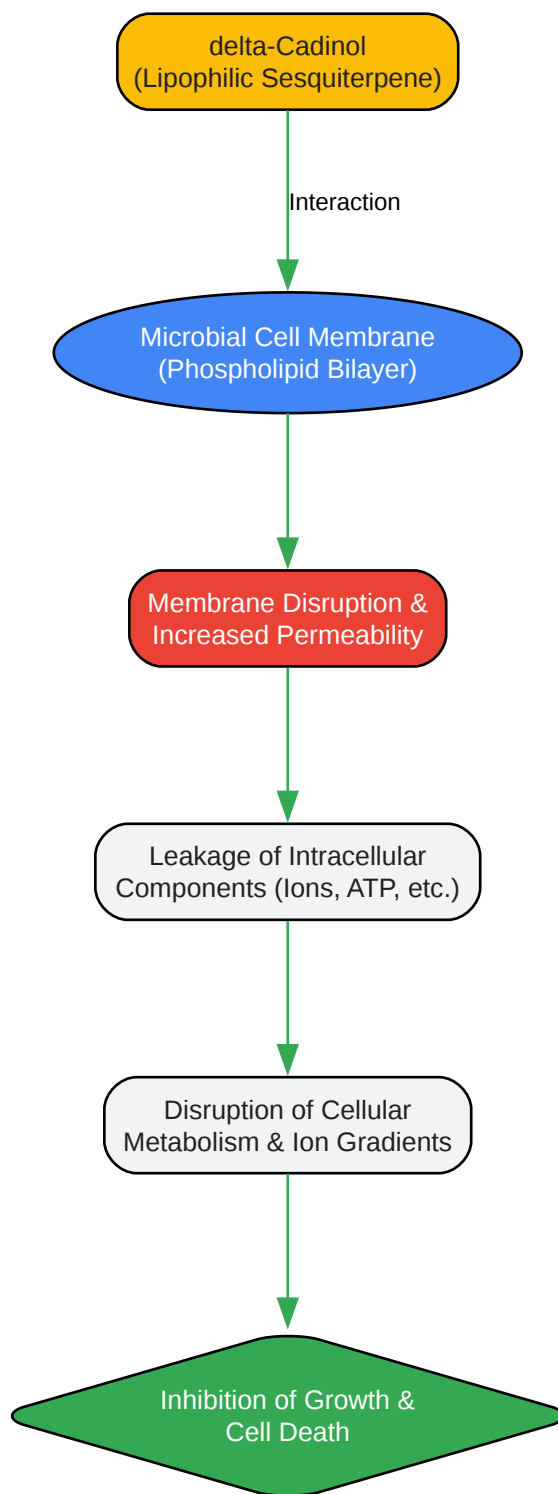 delta-Cadinol
(Lipophilic Sesquiterpene)
Interaction
Microbial Cell Membrane
(Phospholipid Bilayer)
Membrane Disruption &
Increased Permeability
Leakage of Intracellular
Components (Ions, ATP, etc.)
Disruption of Cellular
Metabolism & Ion Gradients
Inhibition of Growth &
Cell Death